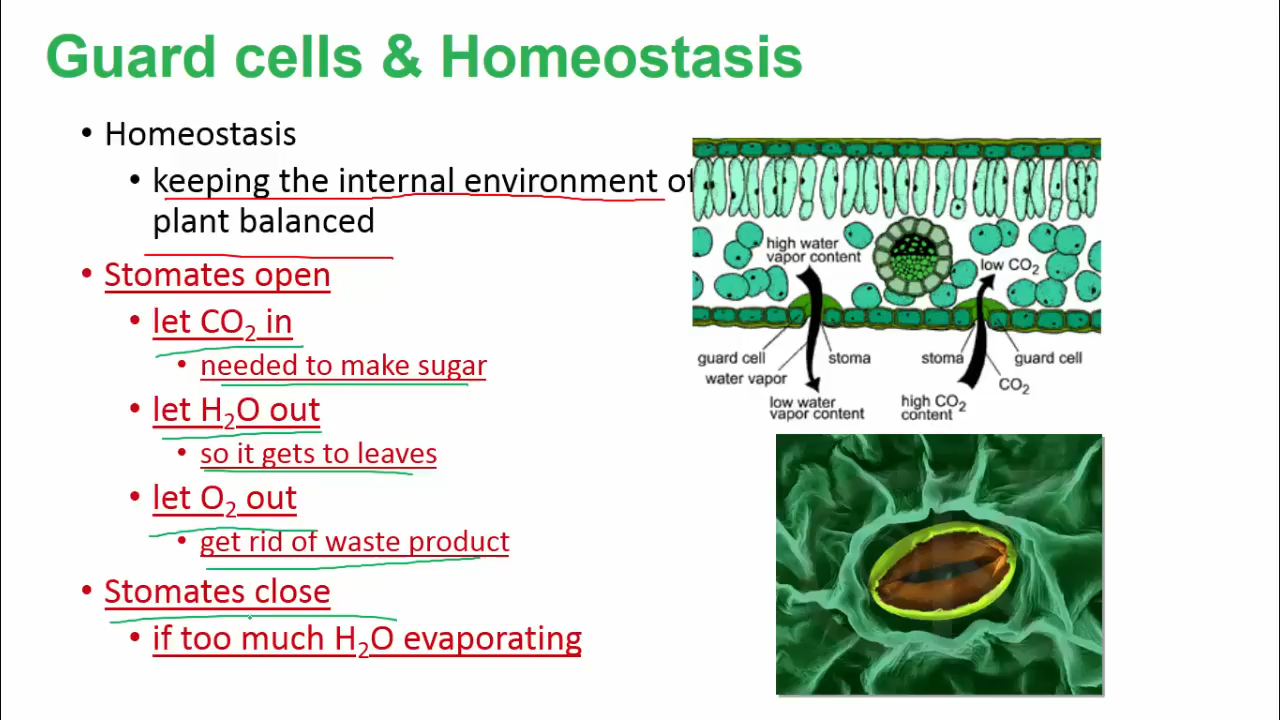 Guard cells & Homeostasis
• Homeostasis
• keeping the internal environment of
plant balanced
• Stomates open
• let CO₂ in
• needed to make sugar
• let H₂O out
• so it gets to leaves
• let O₂ out
• get rid of waste product
• Stomates close
• if too much H₂O evaporating
high water
vapor content
low CO₂
guard cell
stoma
stoma
guard cell
water vapor
CO₂
low water
vapor content
high CO₂
content